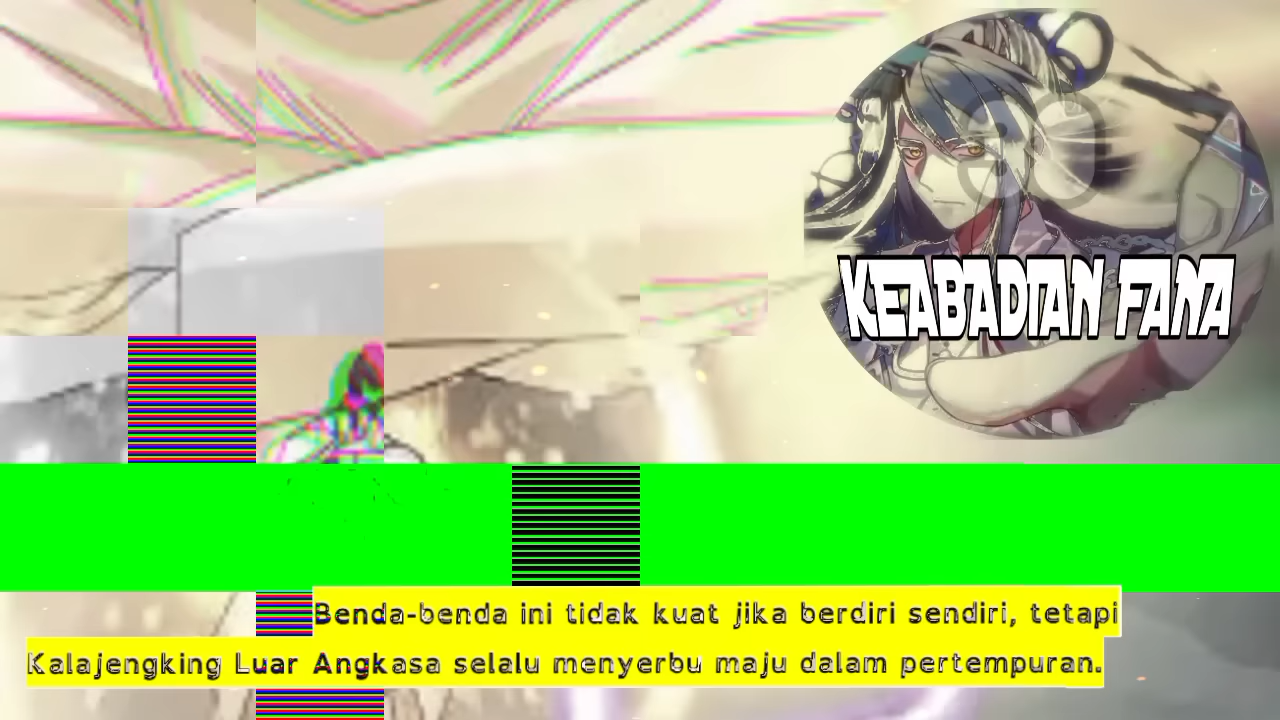 KEABADIAN FANA
Benda-benda ini tidak kuat jika berdiri sendiri, tetapi
Kalajengking Luar Angkasa selalu menyerbu maju dalam pertempuran.